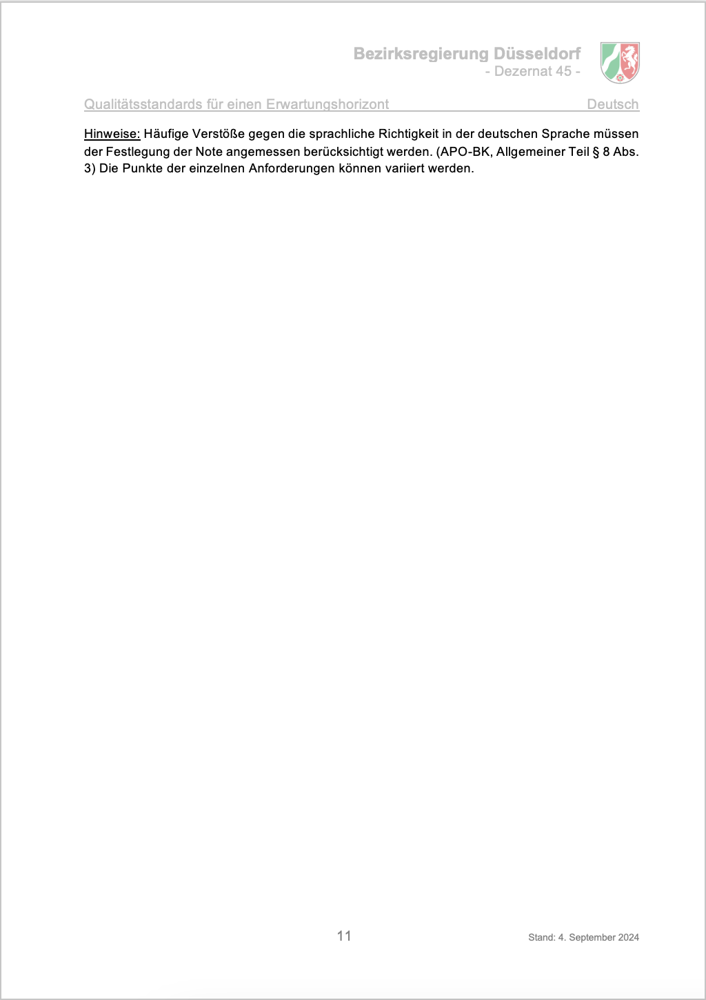 Bezirksregierung Düsseldorf
- Dezernat 45 -
Qualitätsstandards für einen Erwartungshorizont Deutsch
Hinweise: Häufige Verstöße gegen die sprachliche Richtigkeit in der deutschen Sprache müssen
der Festlegung der Note angemessen berücksichtigt werden. (APO-BK, Allgemeiner Teil § 8 Abs.
3) Die Punkte der einzelnen Anforderungen können variiert werden.
11
Stand: 4. September 2024